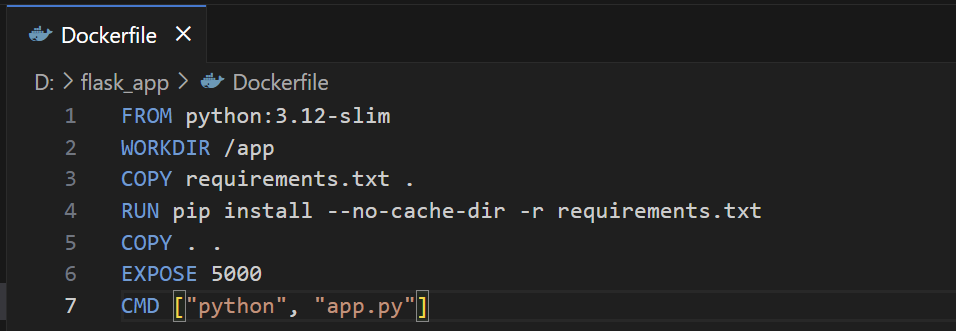 Dockerfile ×
D: > flask_app > Dockerfile
1 FROM python:3.12-slim
2 WORKDIR /app
3 COPY requirements.txt .
4 RUN pip install --no-cache-dir -r requirements.txt
5 COPY . .
6 EXPOSE 5000
7 CMD ["python", "app.py"]